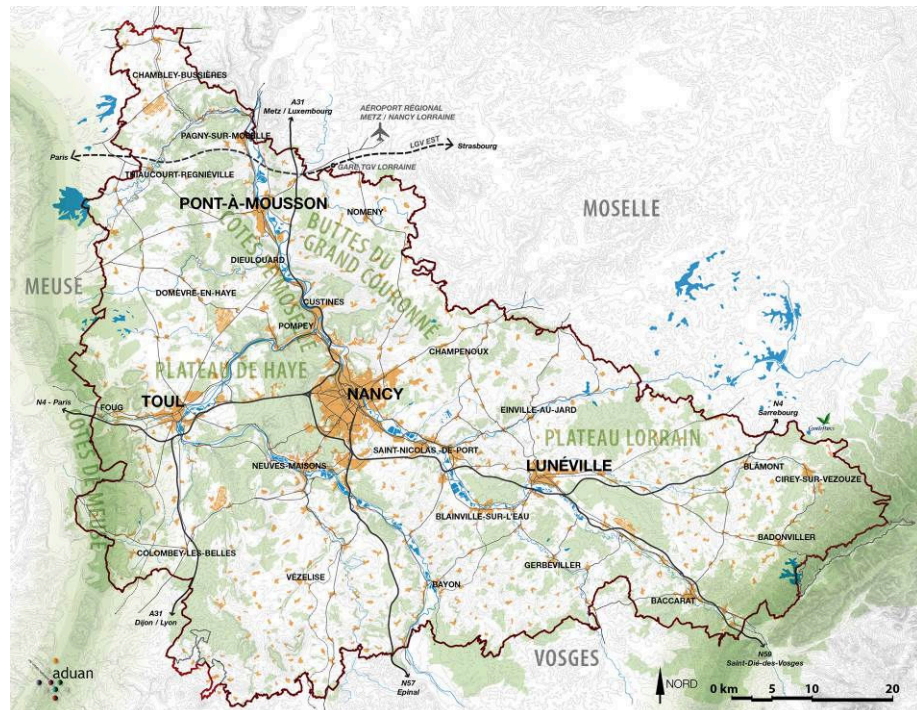 CHAMBLEY-BUSSIÈRES
A31
Metz / Luxembourg
AÉROPORT RÉGIONAL
METZ / NANCY LORRAINE
PAGNY-SUR-MOSELLE
LGV EST
Strasbourg
Paris
GARE TGV LORRAINE
THIAUCOURT-REGNIÉVILLE
PONT-À-MOUSSON
NOMENY
MOSELLE
BUTTES DU
GRAND COURONNÉ
CÔTES DE MOSELLE
DIEULOUARD
MEUSE
DOMÈVRE-EN-HAYE
CUSTINES
POMPEY
CHAMPENOUX
PLATEAU DE HAYE
NANCY
TOUL
N4 - Paris
FOUG
EINVILLE-AU-JARD
N4
Sarrebourg
PLATEAU LORRAIN
CÔTES DE MEUSE
SAINT-NICOLAS-DE-PORT
NEUVES-MAISONS
LUNÉVILLE
BLÂMONT
CIREY-SUR-VEZOUZE
BLAINVILLE-SUR-L'EAU
BADONVILLER
COLOMBEY-LES-BELLES
GERBÉVILLER
VÉZELISE
BAYON
BACCARAT
A31
Dijon / Lyon
VOSGES
N59
Saint-Dié-des-Vosges
aduan
N57
Epinal
NORD
0 km 5 10 20